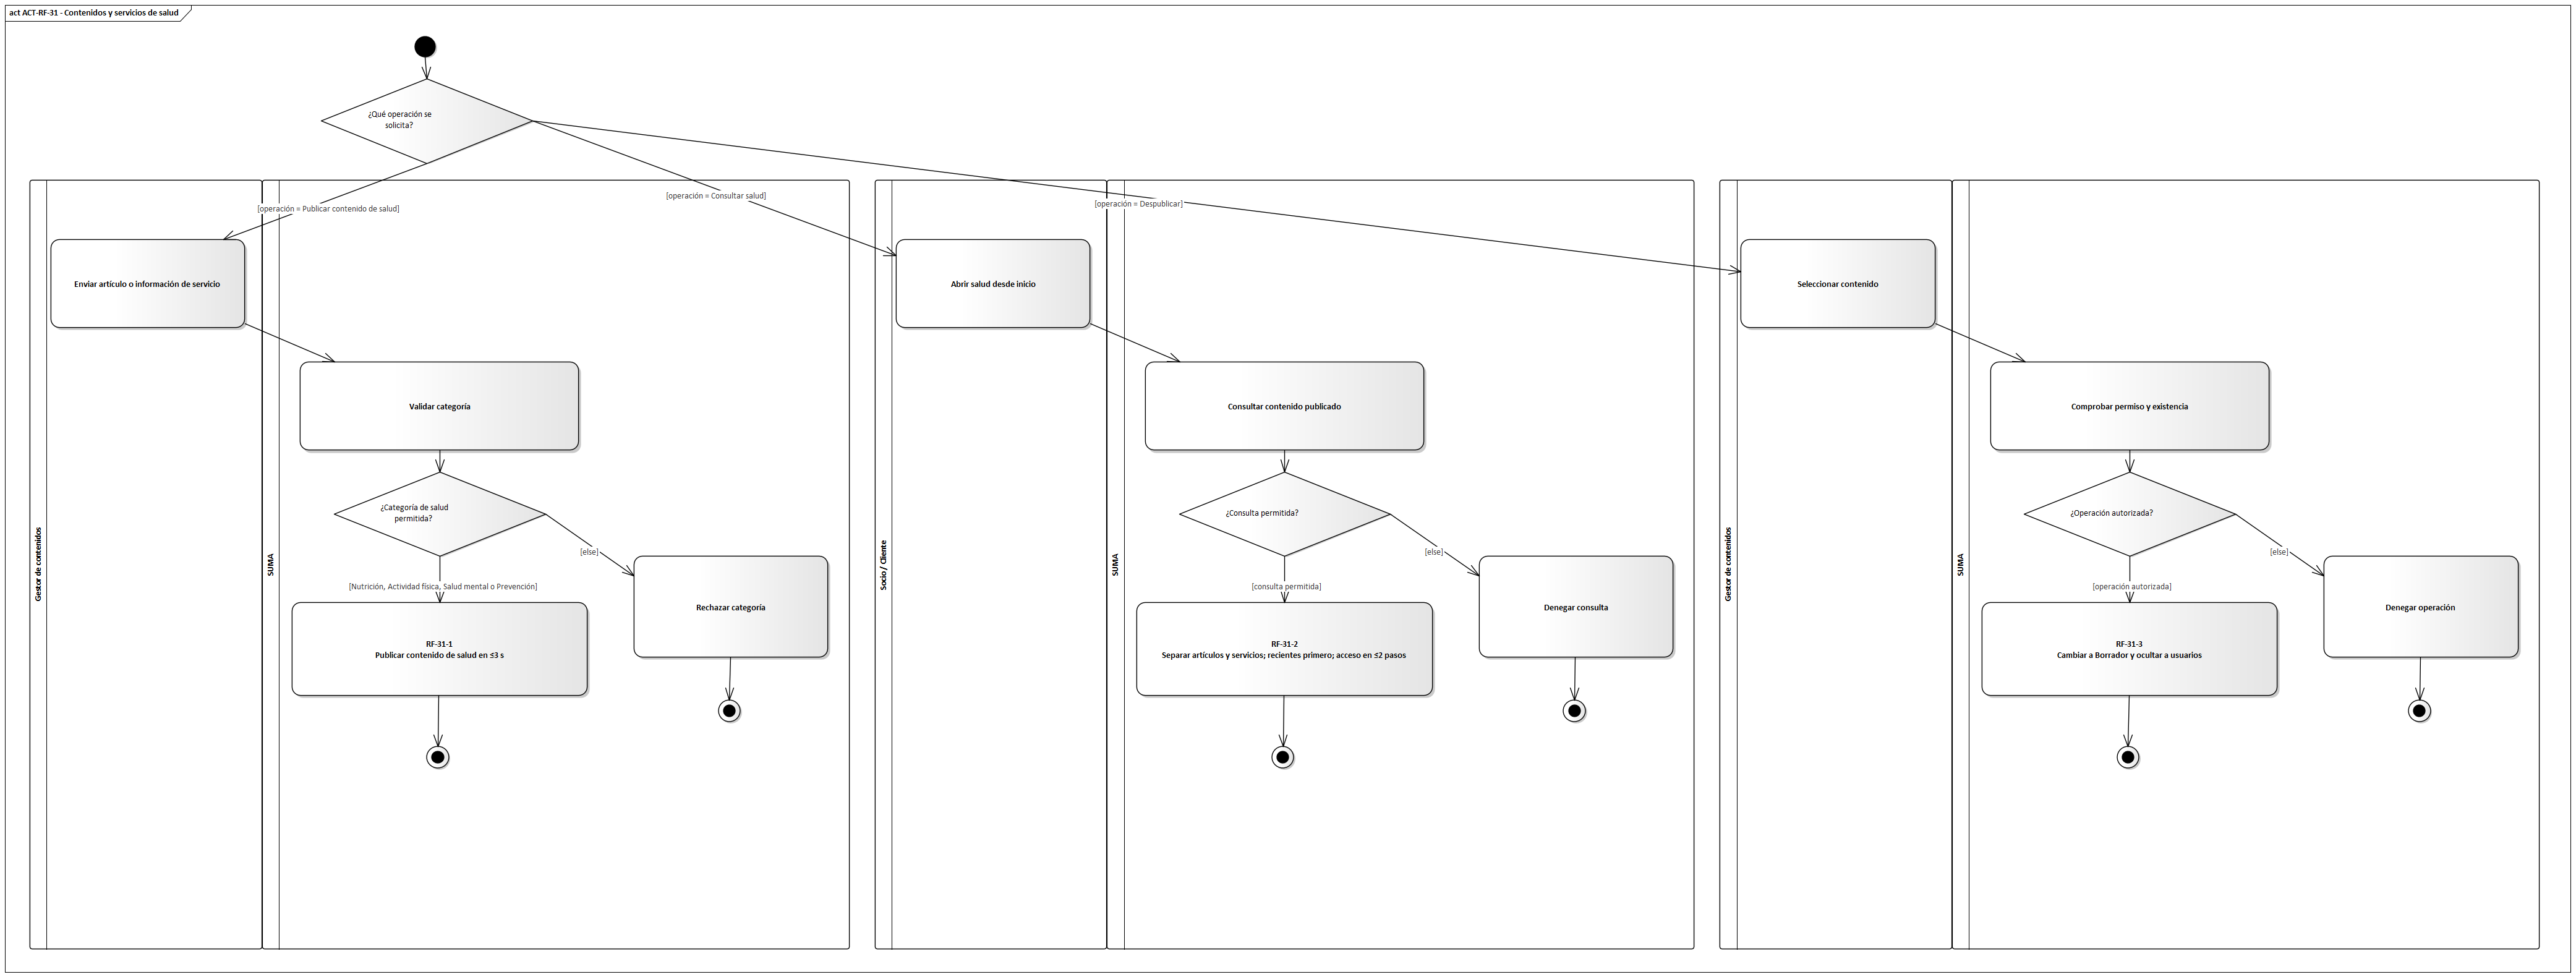 act ACT-RF-31 - Contenidos y servicios de salud
¿Qué operación se
solicita?
[operación = Publicar contenido de salud]
[operación = Consultar salud]
[operación = Despublicar]
Gestor de contenidos
Enviar artículo o información de servicio
SUMA
Validar categoría
¿Categoría de salud
permitida?
[else]
[Nutrición, Actividad física, Salud mental o Prevención]
Rechazar categoría
RF-31-1
Publicar contenido de salud en ≤3 s
Socio / Cliente
Abrir salud desde inicio
SUMA
Consultar contenido publicado
¿Consulta permitida?
[else]
[consulta permitida]
Denegar consulta
RF-31-2
Separar artículos y servicios; recientes primero; acceso en ≤2 pasos
Gestor de contenidos
Seleccionar contenido
SUMA
Comprobar permiso y existencia
¿Operación autorizada?
[else]
[operación autorizada]
Denegar operación
RF-31-3
Cambiar a Borrador y ocultar a usuarios